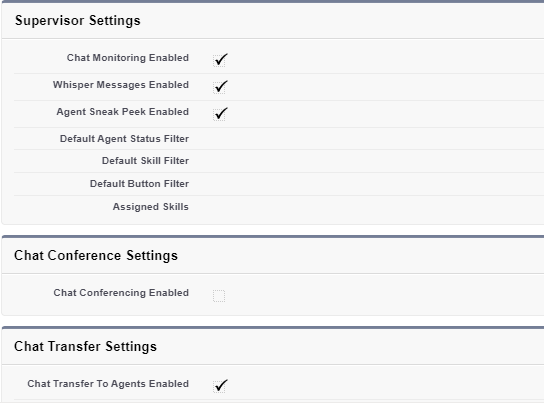 Supervisor Settings
Chat Monitoring Enabled
Whisper Messages Enabled
Agent Sneak Peek Enabled
Default Agent Status Filter
Default Skill Filter
Default Button Filter
Assigned Skills
Chat Conference Settings
Chat Conferencing Enabled
Chat Transfer Settings
Chat Transfer To Agents Enabled